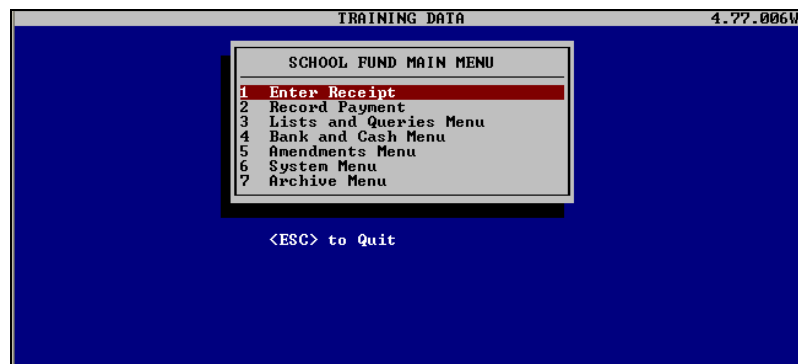 TRAINING DATA 4.77.006W
SCHOOL FUND MAIN MENU
1 Enter Receipt
2 Record Payment
3 Lists and Queries Menu
4 Bank and Cash Menu
5 Amendments Menu
6 System Menu
7 Archive Menu
<ESC> to Quit